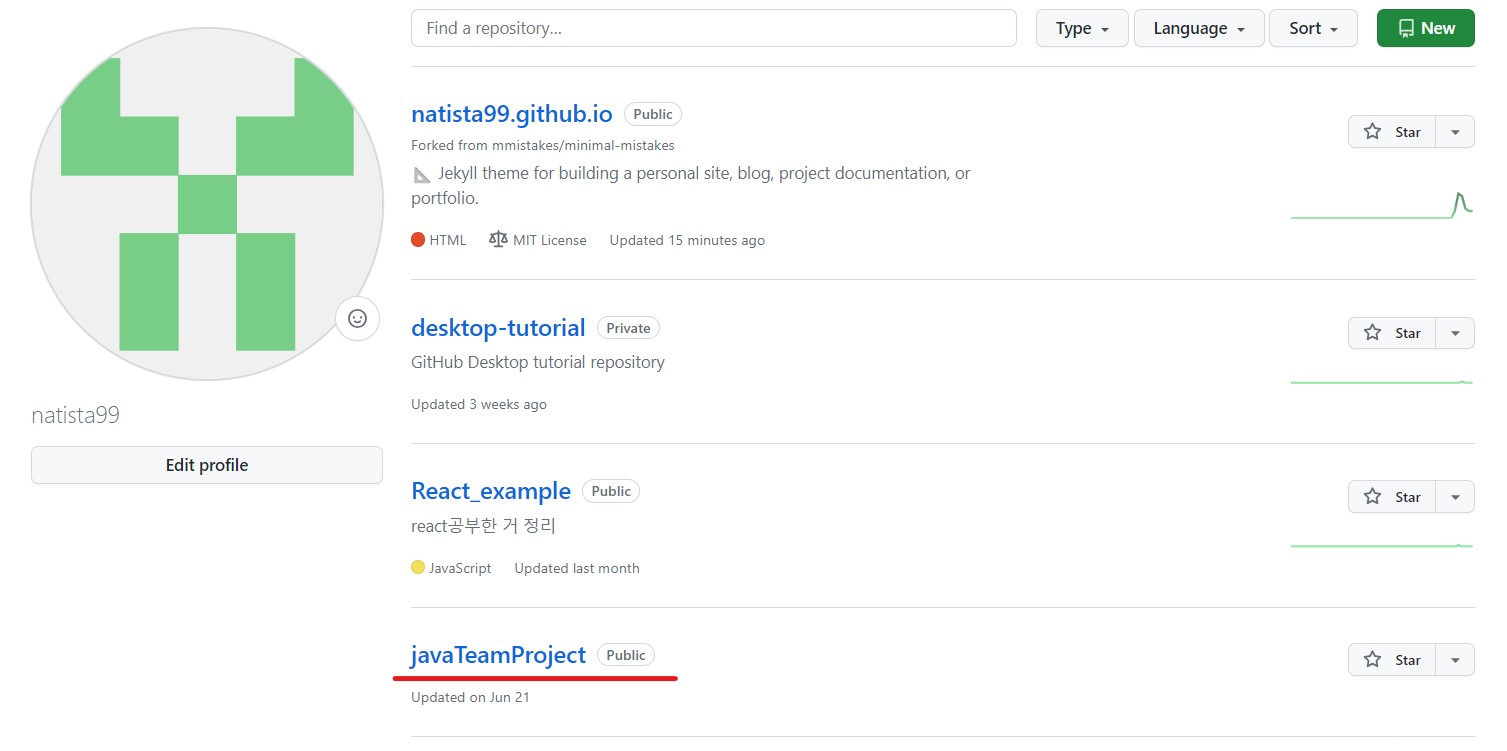 Find a repository...
Type
Language
Sort
New
natista99.github.io Public
Star
Forked from mmistakes/minimal-mistakes
Jekyll theme for building a personal site, blog, project documentation, or
portfolio.
HTML MIT License Updated 15 minutes ago
desktop-tutorial Private
Star
GitHub Desktop tutorial repository
Updated 3 weeks ago
natista99
Edit profile
React_example Public
Star
react공부한 거 정리
JavaScript Updated last month
javaTeamProject Public
Star
Updated on Jun 21